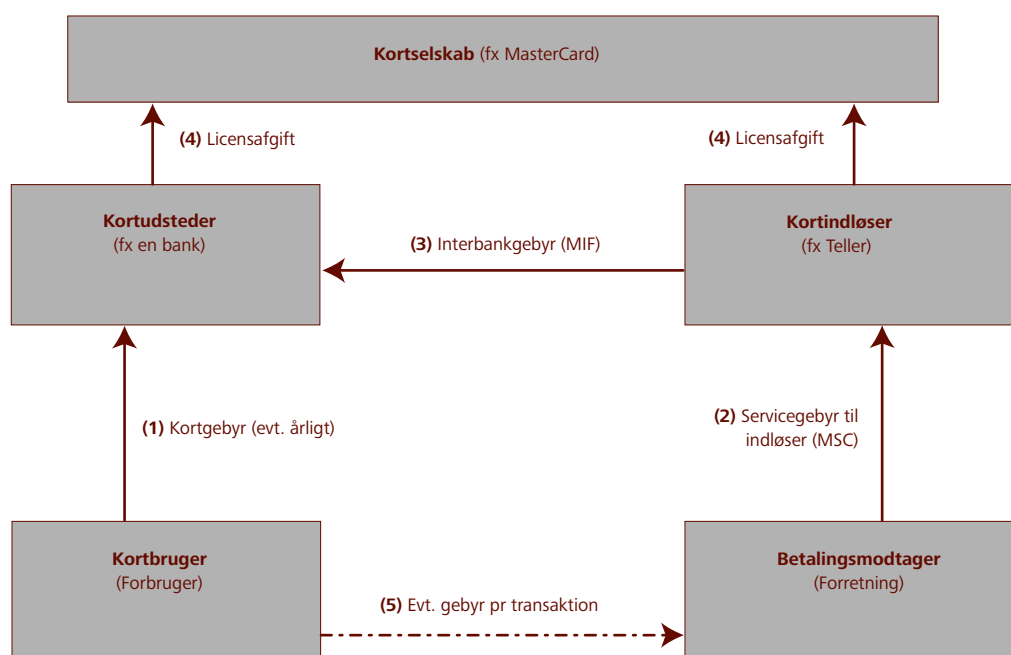 Kortselskab (fx MasterCard)
(4) Licensafgift
(4) Licensafgift
Kortudsteder
(fx en bank)
(3) Interbankgebyr (MIF)
Kortindløser
(fx Teller)
(1) Kortgebyr (evt. årligt)
(2) Servicegebyr til
indløser (MSC)
Kortbruger
(Forbruger)
(5) Evt. gebyr pr transaktion
Betalingsmodtager
(Forretning)